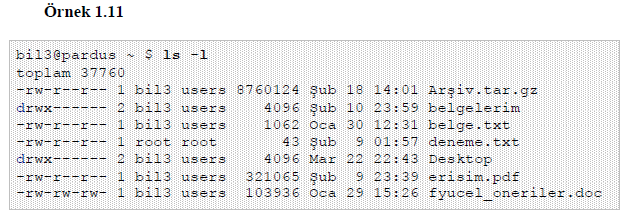 Örnek 1.11
bil3@pardus ~ $ ls -l
toplam 37760
-rw-r--r-- 1 bil3 users 8760124 Şub 18 14:01 Arşiv.tar.gz
drwx------ 2 bil3 users    4096 Şub 10 23:59 belgelerim
-rw-r--r-- 1 bil3 users    1062 Oca 30 12:31 belge.txt
-rw-r--r-- 1 root root       43 Şub  9 01:57 deneme.txt
drwx------ 2 bil3 users    4096 Mar 22 22:43 Desktop
-rw-r--r-- 1 bil3 users  321065 Şub  9 23:39 erisim.pdf
-rw-rw-rw- 1 bil3 users  103936 Oca 29 15:26 fyucel_oneriler.doc